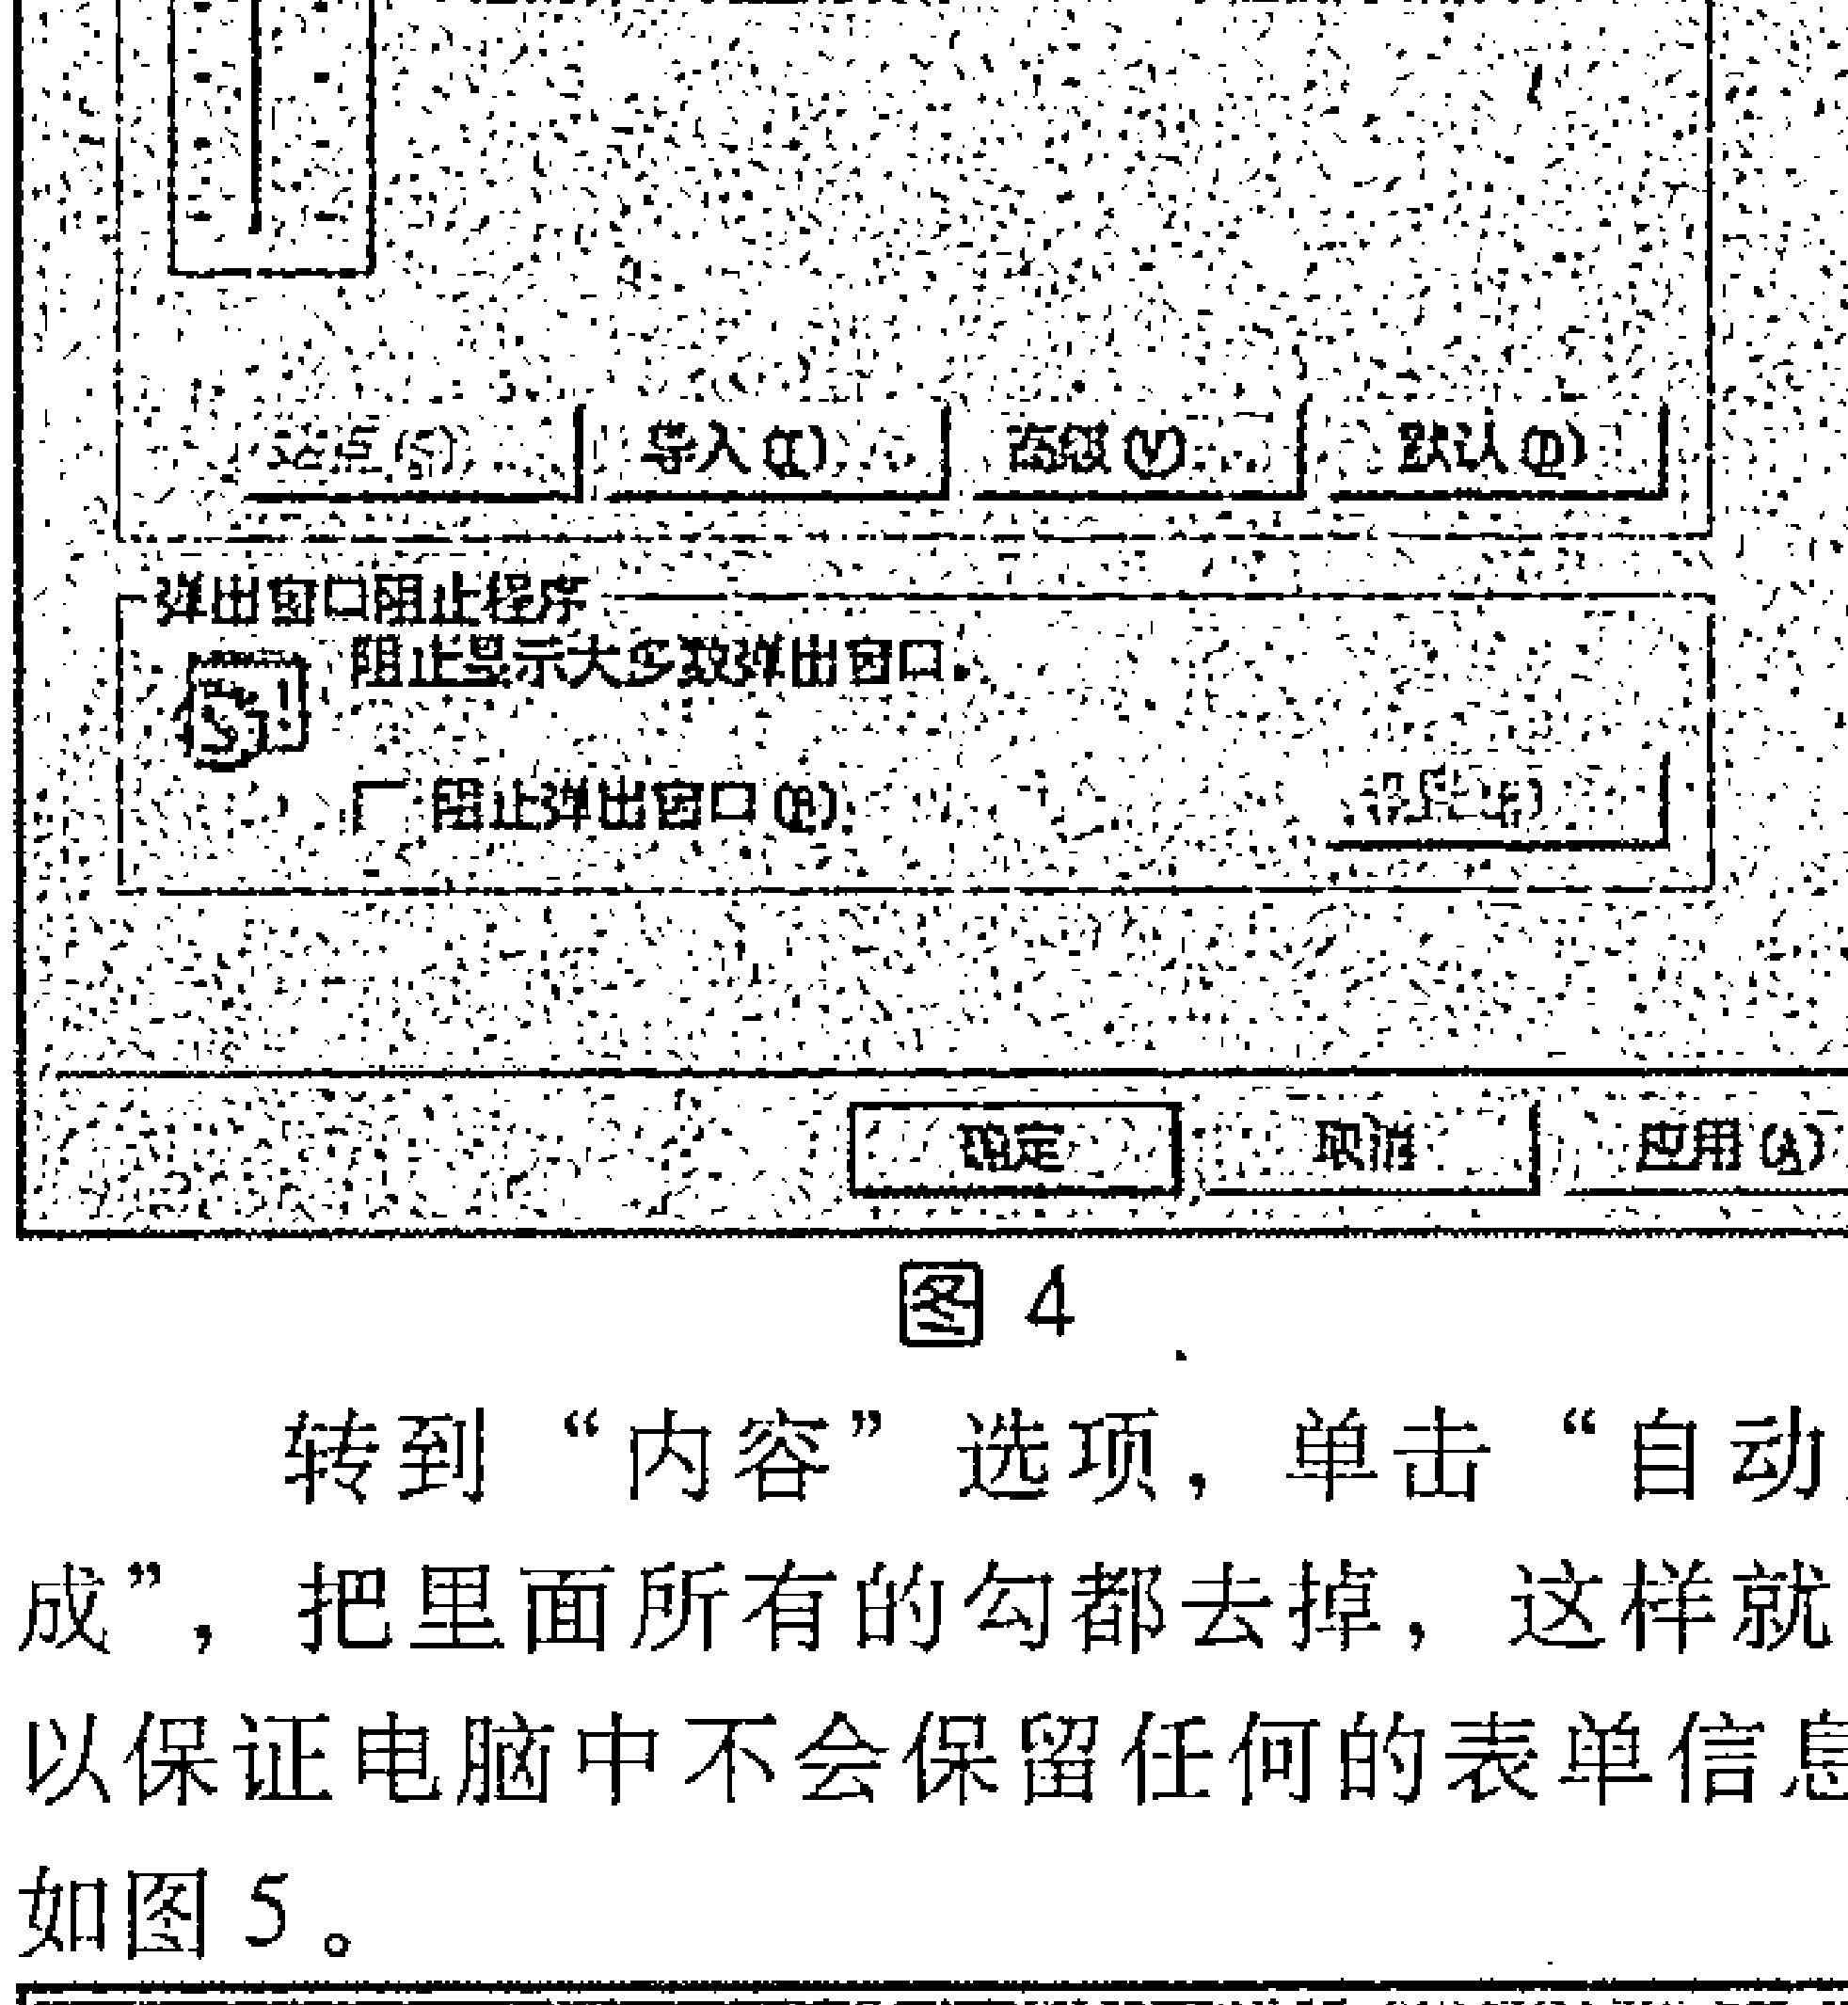 导入(I) 高级(V) 默认(D)
弹出窗口阻止程序
阻止显示大多数弹出窗口。
阻止弹出窗口(B)
确定 取消 应用(A)
图 4
转到“内容”选项，单击“自动
成”，把里面所有的勾都去掉，这样就
以保证电脑中不会保留任何的表单信息
如图 5。